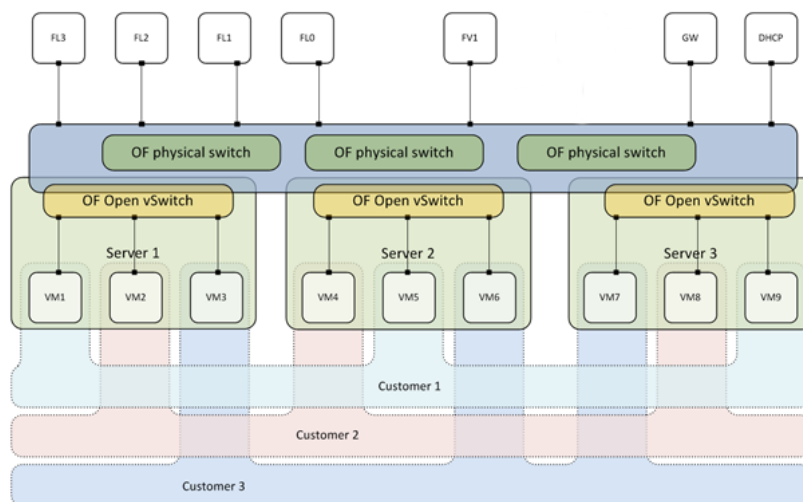 FL3
FL2
FL1
FL0
FV1
GW
DHCP
OF physical switch
OF physical switch
OF physical switch
OF Open vSwitch
OF Open vSwitch
OF Open vSwitch
Server 1
Server 2
Server 3
VM1
VM2
VM3
VM4
VM5
VM6
VM7
VM8
VM9
Customer 1
Customer 2
Customer 3